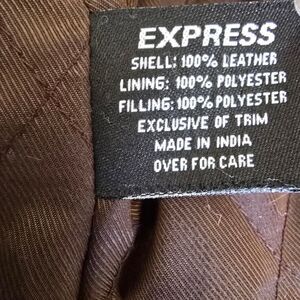 EXPRESS
SHELL: 100% LEATHER
LINING: 100% POLYESTER
FILLING: 100% POLYESTER
EXCLUSIVE OF TRIM
MADE IN INDIA
OVER FOR CARE